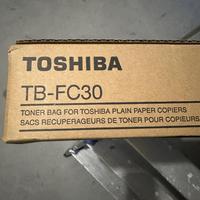 TOSHIBA
TB-FC30
TONER BAG FOR TOSHIBA PLAIN PAPER COPIERS
SACS RECUPERAGEURS DE TONER POUR COPIEURS